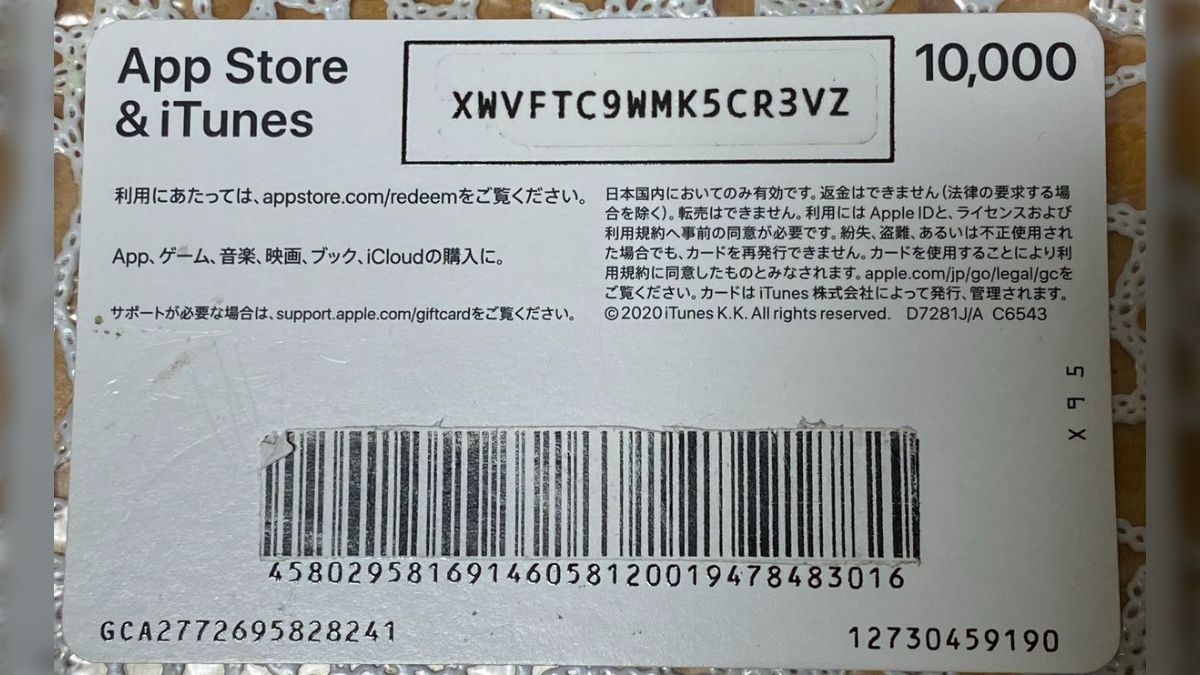 App Store
& iTunes
XWVFTC9WMK5CR3VZ
10,000
利用にあたっては、appstore.com/redeemをご覧ください。
App、ゲーム、音楽、映画、ブック、iCloudの購入に。
サポートが必要な場合は、support.apple.com/giftcardをご覧ください。
日本国内においてのみ有効です。返金はできません（法律の要求する場
合を除く）。転売はできません。利用には Apple IDと、ライセンスおよび
利用規約へ事前の同意が必要です。紛失、盗難、あるいは不正使用され
た場合でも、カードを再発行できません。カードを使用することにより利
用規約に同意したものとみなされます。apple.com/jp/go/legal/gcを
ご覧ください。カードは iTunes 株式会社によって発行、管理されます。
© 2020 iTunes K.K. All rights reserved. D7281J/A C6543
X 6 5
458029581691460581200194784 83016
GCA2772695828241
12730459190